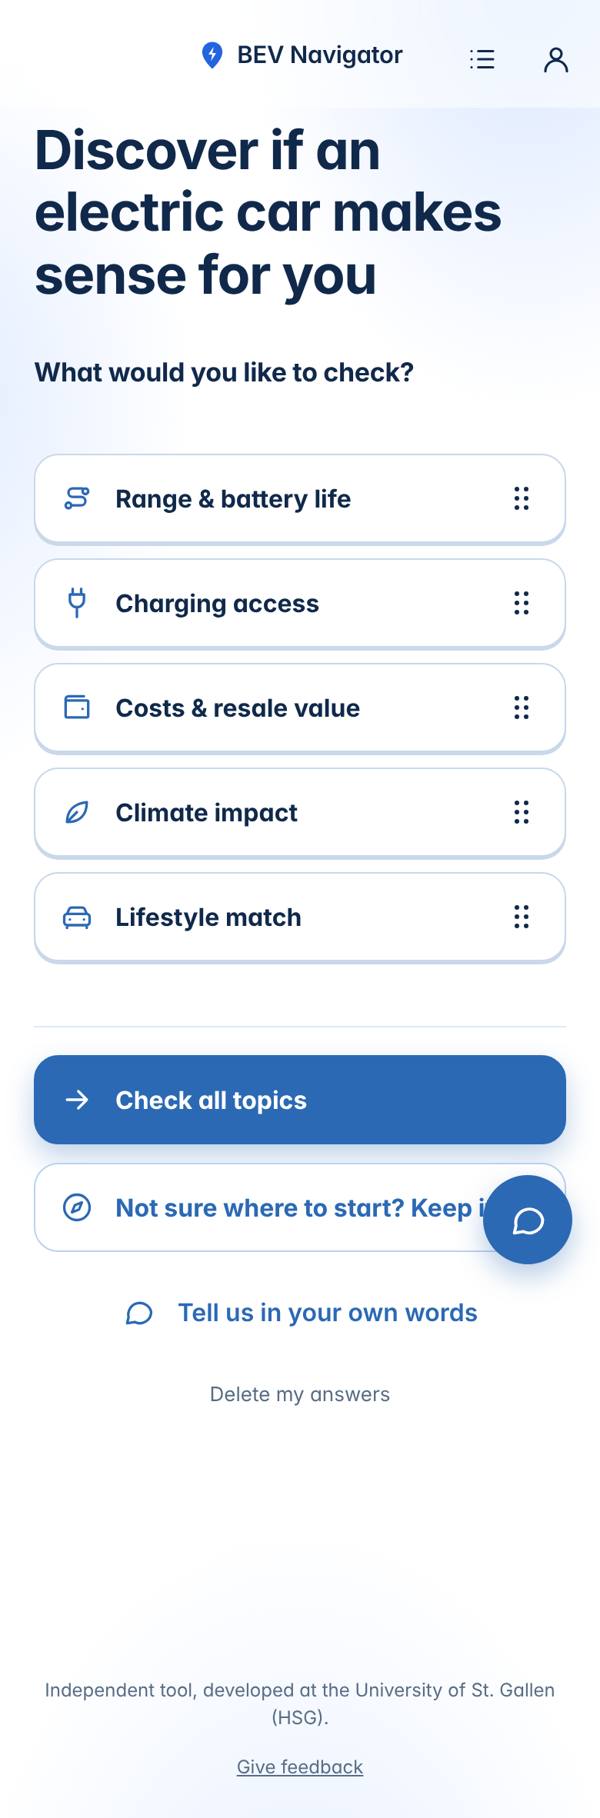 BEV Navigator
Discover if an
electric car makes
sense for you
What would you like to check?
Range & battery life
Charging access
Costs & resale value
Climate impact
Lifestyle match
Check all topics
Not sure where to start? Keep
Tell us in your own words
Delete my answers
Independent tool, developed at the University of St. Gallen
(HSG).
Give feedback